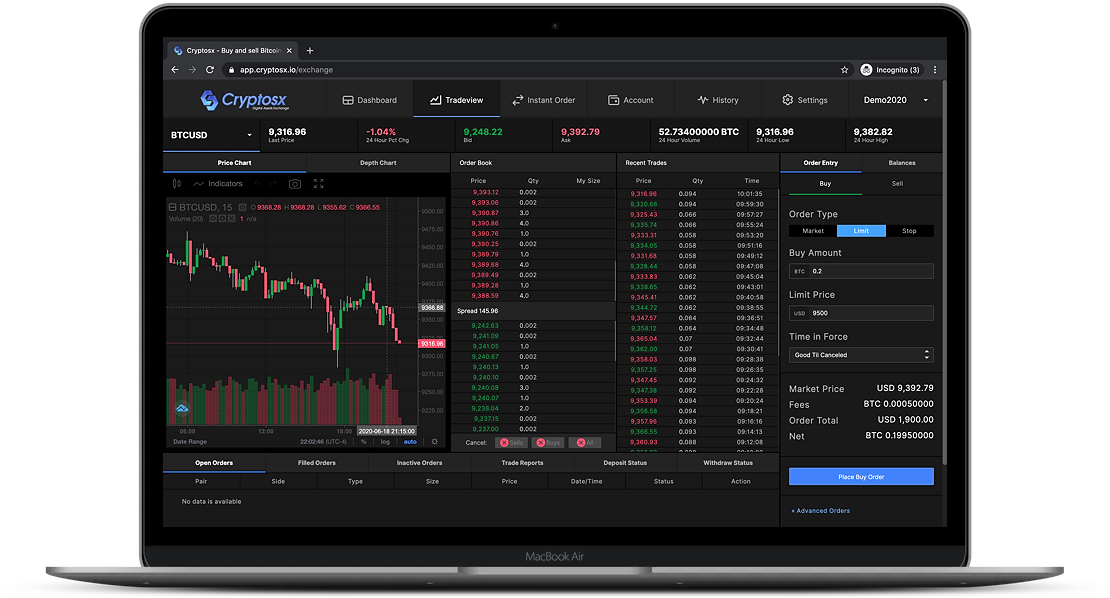 Cryptosx - Buy and sell Bitcoin
app.cryptosx.io/exchange
Incognito (3)
Cryptosx
Digital Assets Exchange
Dashboard
Tradeview
Instant Order
Account
History
Settings
Demo2020
BTCUSD
9,316.96
Last Price
-1.04%
24 Hour Pct Chg
9,248.22
Bid
9,392.79
Ask
52.73400000 BTC
24 Hour Volume
9,316.96
24 Hour Low
9,382.82
24 Hour High
Price Chart
Depth Chart
Indicators
BTCUSD, 15
O 9368.28 H 9368.28 L 9355.62 C 9366.55
Volume (20)
1 n/a
9500.00
9475.00
9450.00
9425.00
9400.00
9375.00
9366.88
9350.00
9316.96
9300.00
9275.00
9250.00
9225.00
06:00
12:00
18:00
2020-06-18 21:15:00
Date Range
22:02:46 (UTC-4)
%
log
auto
Order Book
Price Qty My Size
9,393.12 0.002
9,393.06 0.002
9,390.87 3.0
9,390.86 4.0
9,390.76 1.0
9,390.25 0.002
9,389.79 1.0
9,389.68 4.0
9,389.49 0.002
9,389.28 1.0
9,388.59 4.0
Spread 145.96
9,242.63 0.002
9,241.09 0.002
9,241.05 1.0
9,240.67 0.002
9,240.13 1.0
9,240.10 0.002
9,240.08 3.0
9,240.07 1.0
9,238.04 2.0
9,237.15 0.002
9,237.00 0.002
Cancel:
Sells
Buys
All
Recent Trades
Price Qty Time
9,316.96 0.094 10:01:35
9,320.66 0.094 09:59:30
9,325.43 0.066 09:57:27
9,335.74 0.066 09:55:24
9,333.31 0.058 09:53:20
9,334.05 0.058 09:51:16
9,331.68 0.058 09:49:12
9,328.44 0.058 09:47:08
9,333.83 0.062 09:45:04
9,338.65 0.062 09:43:01
9,345.41 0.062 09:40:58
9,344.72 0.062 09:38:55
9,347.57 0.064 09:36:51
9,358.12 0.064 09:34:48
9,365.04 0.07 09:32:44
9,362.00 0.07 09:30:41
9,358.03 0.098 09:28:38
9,357.25 0.098 09:26:35
9,347.45 0.092 09:24:32
9,347.38 0.092 09:22:28
9,353.39 0.094 09:20:24
9,356.58 0.094 09:18:21
9,357.96 0.093 09:16:16
9,366.55 0.093 09:14:13
9,360.93 0.088 09:12:08
Order Entry
Balances
Buy
Sell
Order Type
Market
Limit
Stop
Buy Amount
BTC 0.2
Limit Price
USD 9500
Time in Force
Good Til Canceled
Market Price USD 9,392.79
Fees BTC 0.00050000
Order Total USD 1,900.00
Net BTC 0.19950000
Place Buy Order
« Advanced Orders
Open Orders
Filled Orders
Inactive Orders
Trade Reports
Deposit Status
Withdraw Status
Pair Side Type Size Price Date/Time Status Action
No data is available
MacBook Air